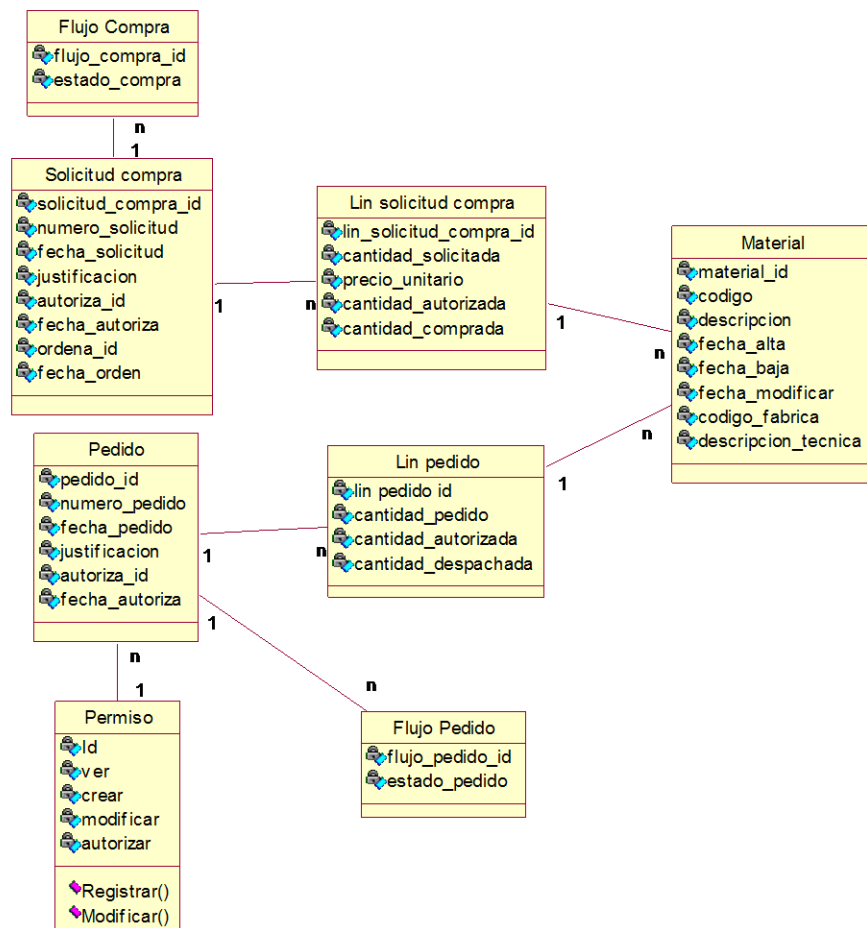 Flujo Compra
flujo_compra_id
estado_compra
n
1
Solicitud compra
solicitud_compra_id
numero_solicitud
fecha_solicitud
justificacion
autoriza_id
fecha_autoriza
ordena_id
fecha_orden
1
n
Lin solicitud compra
lin_solicitud_compra_id
cantidad_solicitada
precio_unitario
cantidad_autorizada
cantidad_comprada
1
n
Material
material_id
codigo
descripcion
fecha_alta
fecha_baja
fecha_modificar
codigo_fabrica
descripcion_tecnica
n
1
Pedido
pedido_id
numero_pedido
fecha_pedido
justificacion
autoriza_id
fecha_autoriza
1
n
Lin pedido
lin pedido id
cantidad_pedido
cantidad_autorizada
cantidad_despachada
1
n
n
1
Permiso
Id
ver
crear
modificar
autorizar
Registrar()
Modificar()
Flujo Pedido
flujo_pedido_id
estado_pedido